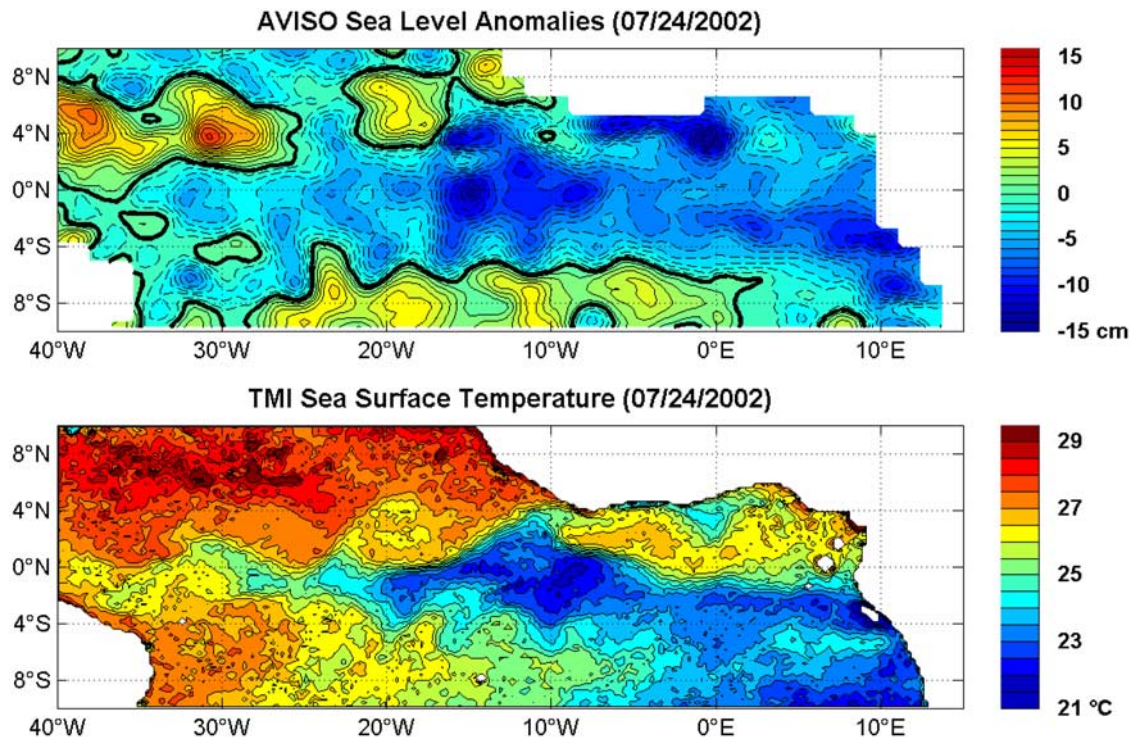 AVISO Sea Level Anomalies (07/24/2002)
8°N
4°N
0°N
4°S
8°S
40°W 30°W 20°W 10°W 0°E 10°E
15
10
5
0
-5
-10
-15 cm
TMI Sea Surface Temperature (07/24/2002)
8°N
4°N
0°N
4°S
8°S
40°W 30°W 20°W 10°W 0°E 10°E
29
27
25
23
21 °C